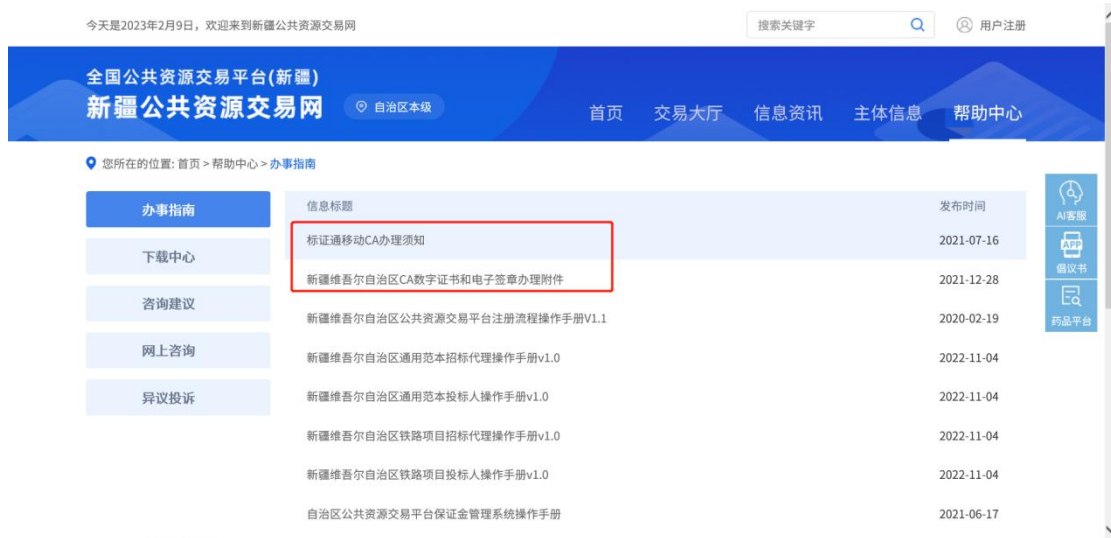 今天是2023年2月9日，欢迎来到新疆公共资源交易网
搜索关键字
用户注册
全国公共资源交易平台(新疆)
新疆公共资源交易网
自治区本级
首页 交易大厅 信息资讯 主体信息 帮助中心
您所在的位置: 首页 > 帮助中心 > 办事指南
办事指南
下载中心
咨询建议
网上咨询
异议投诉
信息标题 发布时间
标证通移动CA办理须知 2021-07-16
新疆维吾尔自治区CA数字证书和电子签章办理附件 2021-12-28
新疆维吾尔自治区公共资源交易平台注册流程操作手册V1.1 2020-02-19
新疆维吾尔自治区通用范本招标代理操作手册v1.0 2022-11-04
新疆维吾尔自治区通用范本投标人操作手册v1.0 2022-11-04
新疆维吾尔自治区铁路项目招标代理操作手册v1.0 2022-11-04
新疆维吾尔自治区铁路项目投标人操作手册v1.0 2022-11-04
自治区公共资源交易平台保证金管理系统操作手册 2021-06-17
AI客服
APP
倡议书
药品平台